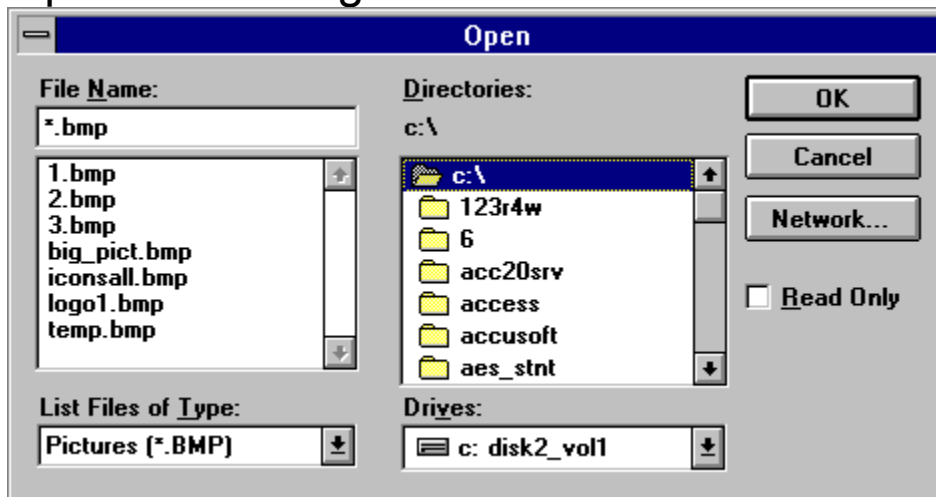 Open
File Name:
*.bmp
1.bmp
2.bmp
3.bmp
big_pict.bmp
iconsall.bmp
logo1.bmp
temp.bmp
List Files of Type:
Pictures (*.BMP)
Directories:
c:\
c:\
123r4w
6
acc20srv
access
accusoft
aes_stnt
Drives:
c: disk2_vol1
OK
Cancel
Network...
Read Only